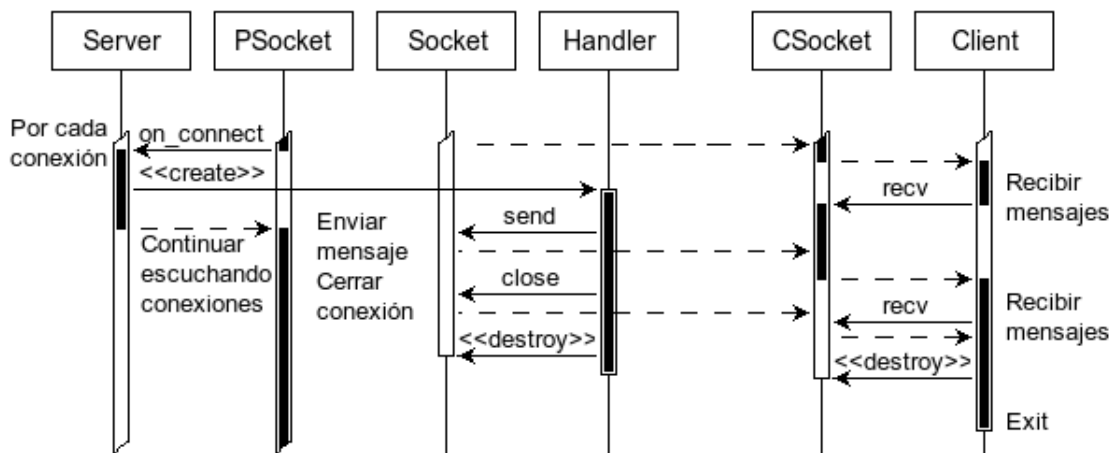 Server
PSocket
Socket
Handler
CSocket
Client
Por cada
conexión
on_connect
<<create>>
Continuar
escuchando
conexiones
Enviar
mensaje
Cerrar
conexión
send
close
<<destroy>>
recv
Recibir
mensajes
recv
Recibir
mensajes
<<destroy>>
Exit